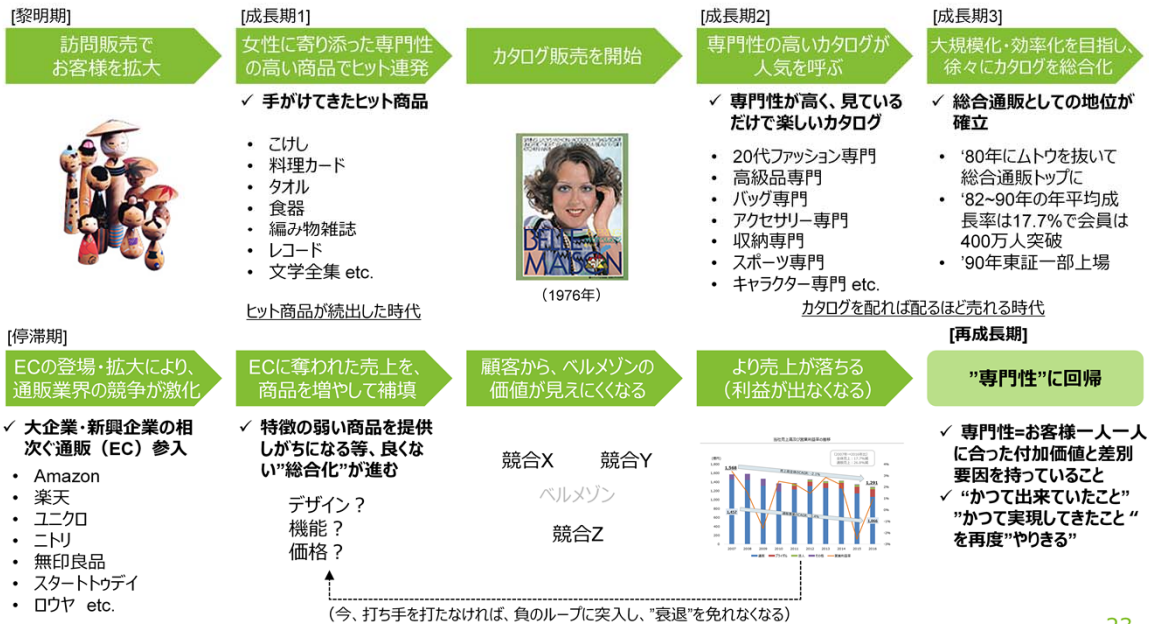 [黎明期]
訪問販売で
お客様を拡大
[成長期1]
女性に寄り添った専門性
の高い商品でヒット連発
✓ 手がけてきたヒット商品
• こけし
• 料理カード
• タオル
• 食器
• 編み物雑誌
• レコード
• 文学全集 etc.
ヒット商品が続出した時代
カタログ販売を開始
BELLE
MAISON
(1976年)
[成長期2]
専門性の高いカタログが
人気を呼ぶ
✓ 専門性が高く、見ている
だけで楽しいカタログ
• 20代ファッション専門
• 高級品専門
• バッグ専門
• アクセサリー専門
• 収納専門
• スポーツ専門
• キャラクター専門 etc.
[成長期3]
大規模化・効率化を目指し、
徐々にカタログを総合化
✓ 総合通販としての地位が
確立
• ‘80年にムトウを抜いて
総合通販トップに
• ‘82~90年の年平均成
長率は17.7%で会員は
400万人突破
• ’90年東証一部上場
カタログを配れば配るほど売れる時代
[停滞期]
ECの登場・拡大により、
通販業界の競争が激化
✓ 大企業・新興企業の相
次ぐ通販（EC）参入
• Amazon
• 楽天
• ユニクロ
• ニトリ
• 無印良品
• スタートトゥデイ
• ロウヤ etc.
ECに奪われた売上を、
商品を増やして補填
✓ 特徴の弱い商品を提供
しがちになる等、良くな
い”総合化”が進む
デザイン？
機能？
価格？
顧客から、ベルメゾンの
価値が見えにくくなる
競合X 競合Y
ベルメゾン
競合Z
より売上が落ちる
（利益が出なくなる）
2007 2008 2009 2010 2011 2012 2013 2014 2015 2016
[再成長期]
”専門性”に回帰
✓ 専門性=お客様一人一人
に合った付加価値と差別
要因を持っていること
✓ “かつて出来ていたこと”
”かつて実現してきたこと“
を再度”やりきる”
（今、打ち手を打たなければ、負のループに突入し、”衰退”を免れなくなる）